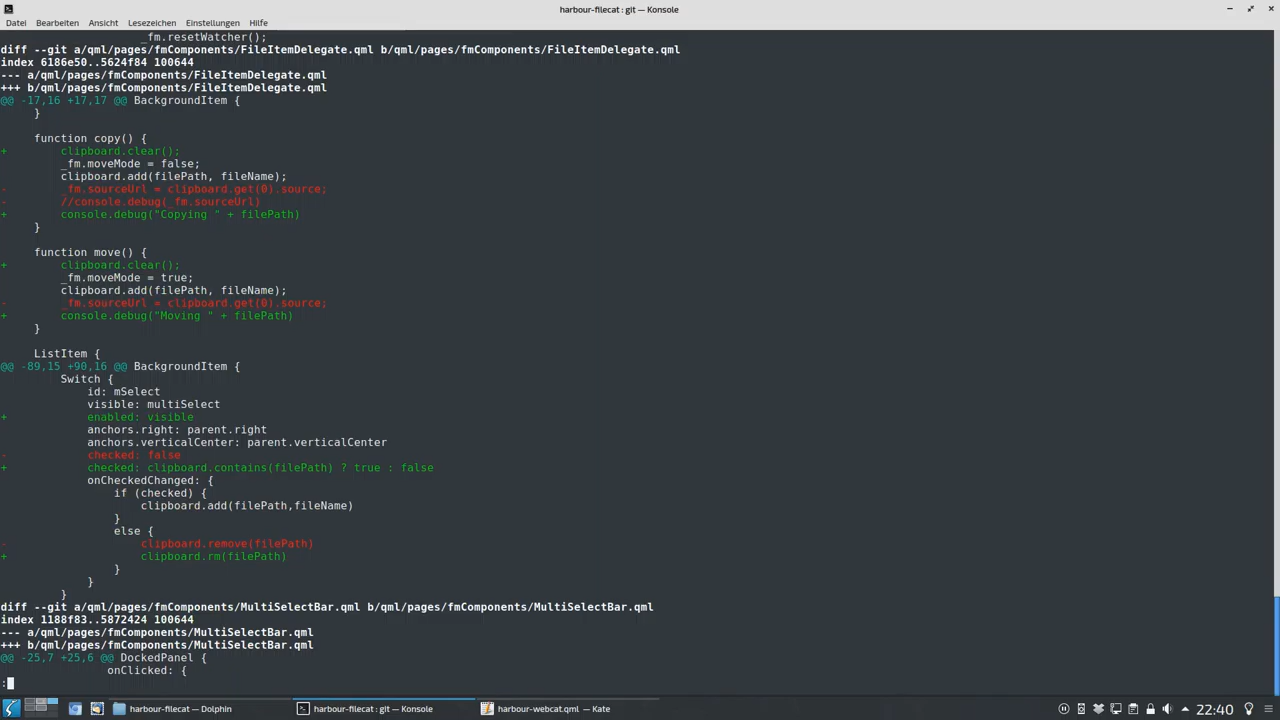 harbour-filecat : git — Konsole
Datei Bearbeiten Ansicht Lesezeichen Einstellungen Hilfe
_fm.resetWatcher();
diff --git a/qml/pages/fmComponents/FileItemDelegate.qml b/qml/pages/fmComponents/FileItemDelegate.qml
index 6186e50..5624f84 100644
--- a/qml/pages/fmComponents/FileItemDelegate.qml
+++ b/qml/pages/fmComponents/FileItemDelegate.qml
@@ -17,16 +17,17 @@ BackgroundItem {
}
function copy() {
+ clipboard.clear();
_fm.moveMode = false;
clipboard.add(filePath, fileName);
- _fm.sourceUrl = clipboard.get(0).source;
- //console.debug(_fm.sourceUrl)
+ console.debug("Copying " + filePath)
}
function move() {
+ clipboard.clear();
_fm.moveMode = true;
clipboard.add(filePath, fileName);
- _fm.sourceUrl = clipboard.get(0).source;
+ console.debug("Moving " + filePath)
}
ListItem {
@@ -89,15 +90,16 @@ BackgroundItem {
Switch {
id: mSelect
visible: multiSelect
+ enabled: visible
anchors.right: parent.right
anchors.verticalCenter: parent.verticalCenter
- checked: false
+ checked: clipboard.contains(filePath) ? true : false
onCheckedChanged: {
if (checked) {
clipboard.add(filePath,fileName)
}
else {
- clipboard.remove(filePath)
+ clipboard.rm(filePath)
}
}
}
diff --git a/qml/pages/fmComponents/MultiSelectBar.qml b/qml/pages/fmComponents/MultiSelectBar.qml
index 1188f83..5872424 100644
--- a/qml/pages/fmComponents/MultiSelectBar.qml
+++ b/qml/pages/fmComponents/MultiSelectBar.qml
@@ -25,7 +25,6 @@ DockedPanel {
onClicked: {
:
harbour-filecat — Dolphin harbour-filecat : git — Konsole harbour-webcat.qml — Kate 22:40